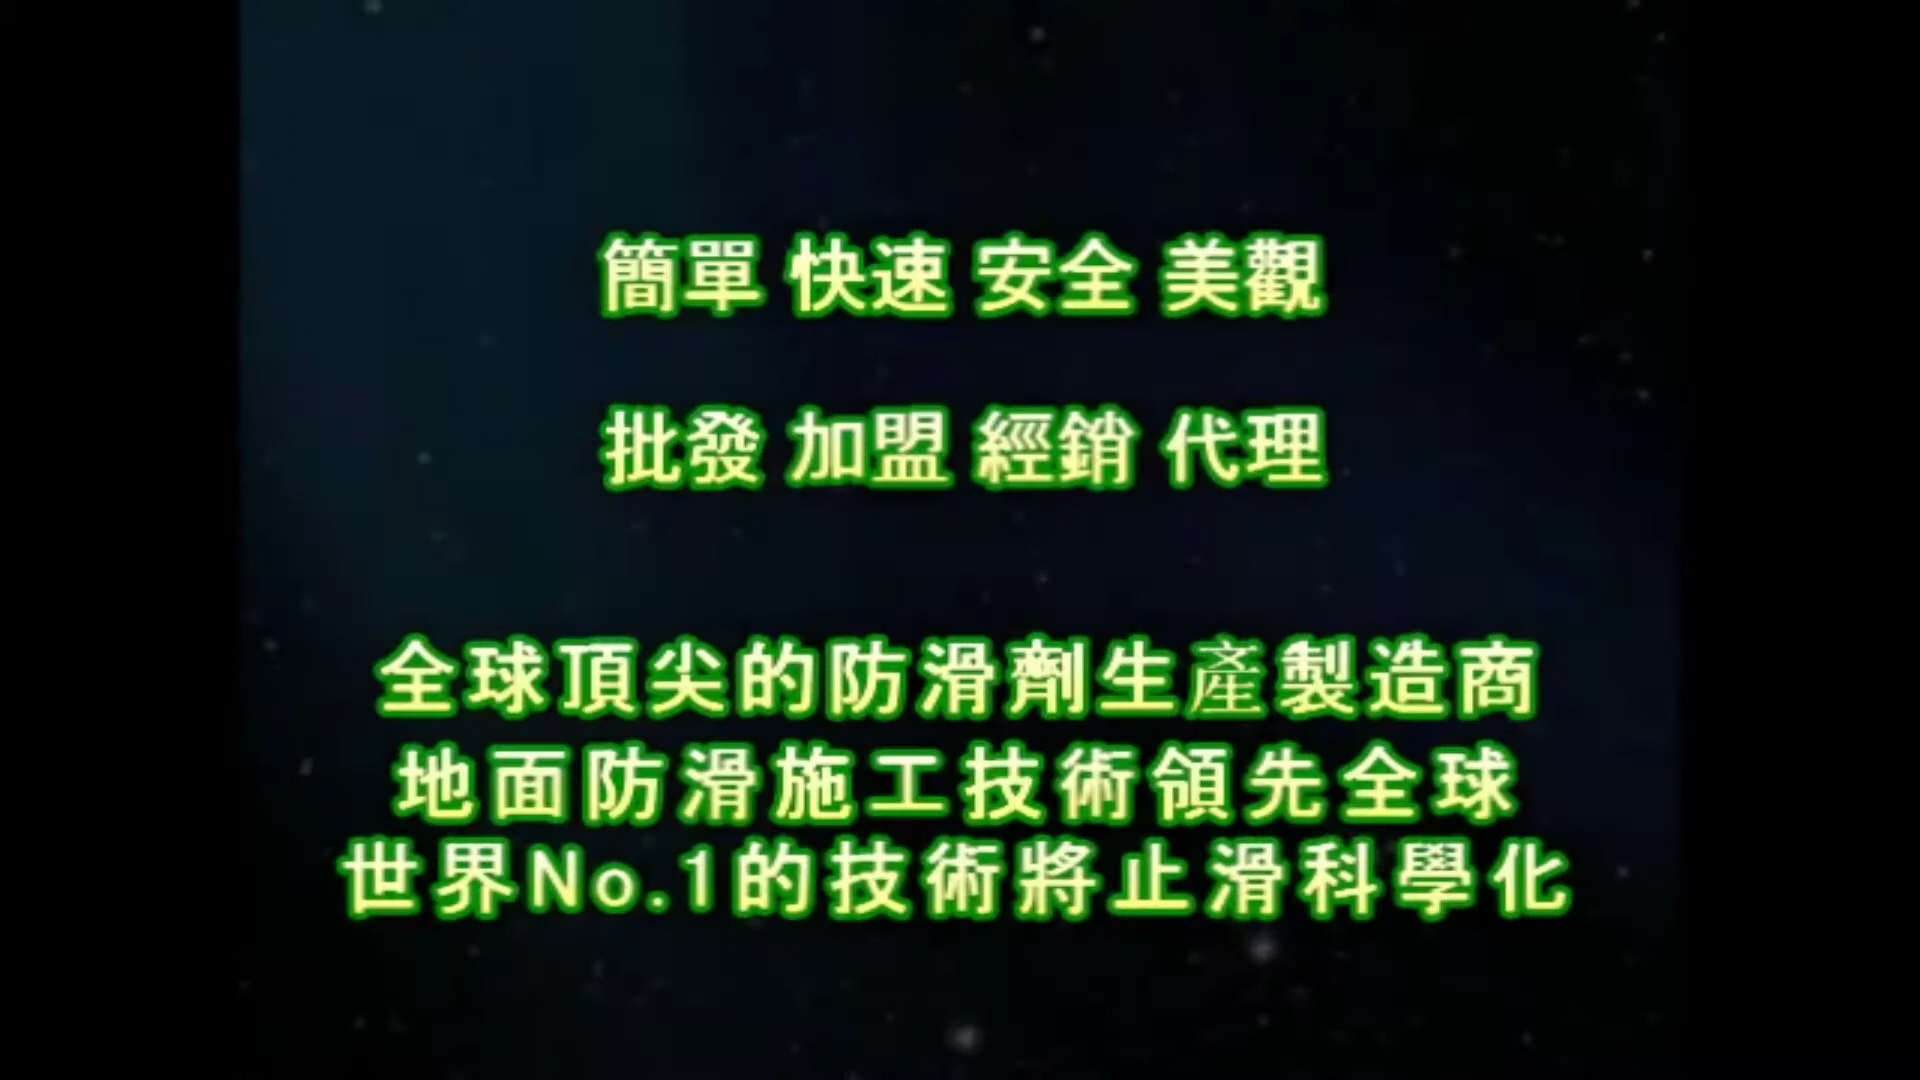 簡單 快速 安全 美觀
批發 加盟 經銷 代理
全球頂尖的防滑劑生產製造商
地面防滑施工技術領先全球
世界No.1的技術將止滑科學化